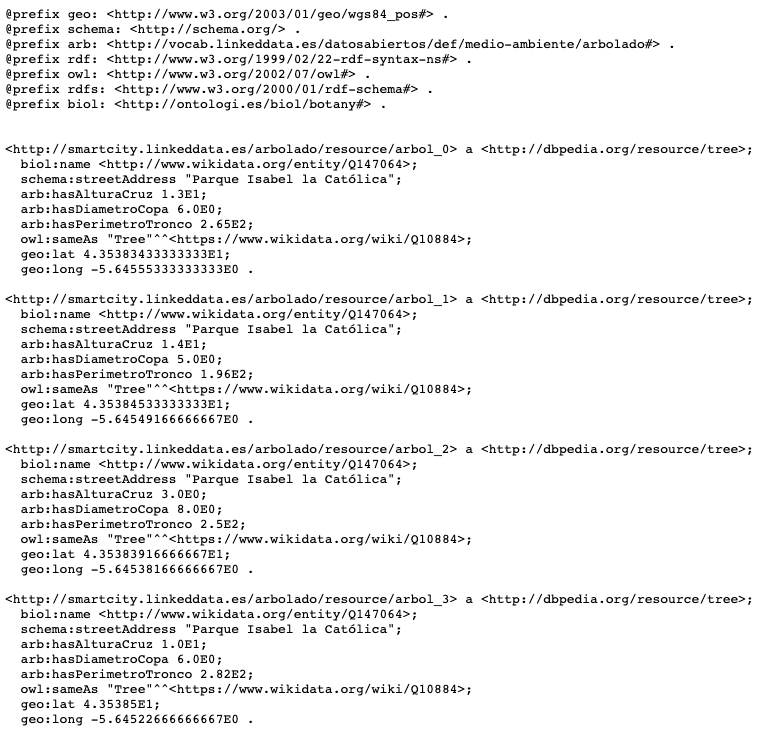 @prefix geo: <http://www.w3.org/2003/01/geo/wgs84_pos#> .
@prefix schema: <http://schema.org/> .
@prefix arb: <http://vocab.linkeddata.es/datosabiertos/def/medio-ambiente/arbolado#> .
@prefix rdf: <http://www.w3.org/1999/02/22-rdf-syntax-ns#> .
@prefix owl: <http://www.w3.org/2002/07/owl#> .
@prefix rdfs: <http://www.w3.org/2000/01/rdf-schema#> .
@prefix biol: <http://ontologi.es/biol/botany#> .

<http://smartcity.linkeddata.es/arbolado/resource/arbol_0> a <http://dbpedia.org/resource/tree>;
  biol:name <http://www.wikidata.org/entity/Q147064>;
  schema:streetAddress "Parque Isabel la Católica";
  arb:hasAlturaCruz 1.3E1;
  arb:hasDiametroCopa 6.0E0;
  arb:hasPerimetroTronco 2.65E2;
  owl:sameAs "Tree"^^<https://www.wikidata.org/wiki/Q10884>;
  geo:lat 4.35383433333333E1;
  geo:long -5.64555333333333E0 .

<http://smartcity.linkeddata.es/arbolado/resource/arbol_1> a <http://dbpedia.org/resource/tree>;
  biol:name <http://www.wikidata.org/entity/Q147064>;
  schema:streetAddress "Parque Isabel la Católica";
  arb:hasAlturaCruz 1.4E1;
  arb:hasDiametroCopa 5.0E0;
  arb:hasPerimetroTronco 1.96E2;
  owl:sameAs "Tree"^^<https://www.wikidata.org/wiki/Q10884>;
  geo:lat 4.35384533333333E1;
  geo:long -5.64549166666667E0 .

<http://smartcity.linkeddata.es/arbolado/resource/arbol_2> a <http://dbpedia.org/resource/tree>;
  biol:name <http://www.wikidata.org/entity/Q147064>;
  schema:streetAddress "Parque Isabel la Católica";
  arb:hasAlturaCruz 3.0E0;
  arb:hasDiametroCopa 8.0E0;
  arb:hasPerimetroTronco 2.5E2;
  owl:sameAs "Tree"^^<https://www.wikidata.org/wiki/Q10884>;
  geo:lat 4.35383916666667E1;
  geo:long -5.64538166666667E0 .

<http://smartcity.linkeddata.es/arbolado/resource/arbol_3> a <http://dbpedia.org/resource/tree>;
  biol:name <http://www.wikidata.org/entity/Q147064>;
  schema:streetAddress "Parque Isabel la Católica";
  arb:hasAlturaCruz 1.0E1;
  arb:hasDiametroCopa 6.0E0;
  arb:hasPerimetroTronco 2.82E2;
  owl:sameAs "Tree"^^<https://www.wikidata.org/wiki/Q10884>;
  geo:lat 4.35385E1;
  geo:long -5.64522666666667E0 .